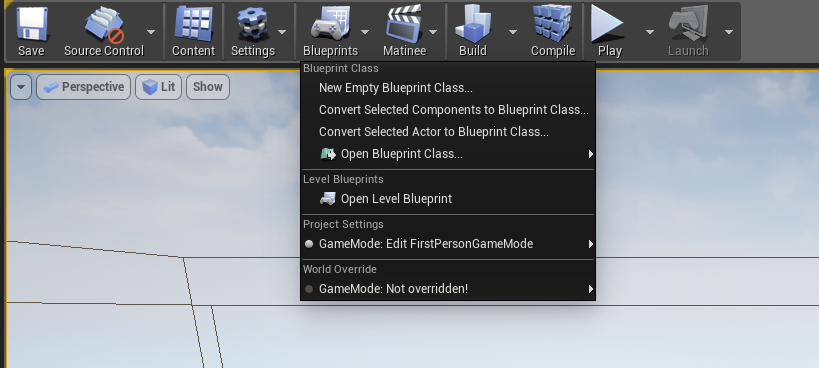 Save Source Control Content Settings Blueprints Matinee Build Compile Play Launch
Perspective Lit Show
Blueprint Class
New Empty Blueprint Class...
Convert Selected Components to Blueprint Class...
Convert Selected Actor to Blueprint Class...
Open Blueprint Class...
Level Blueprints
Open Level Blueprint
Project Settings
GameMode: Edit FirstPersonGameMode
World Override
GameMode: Not overridden!